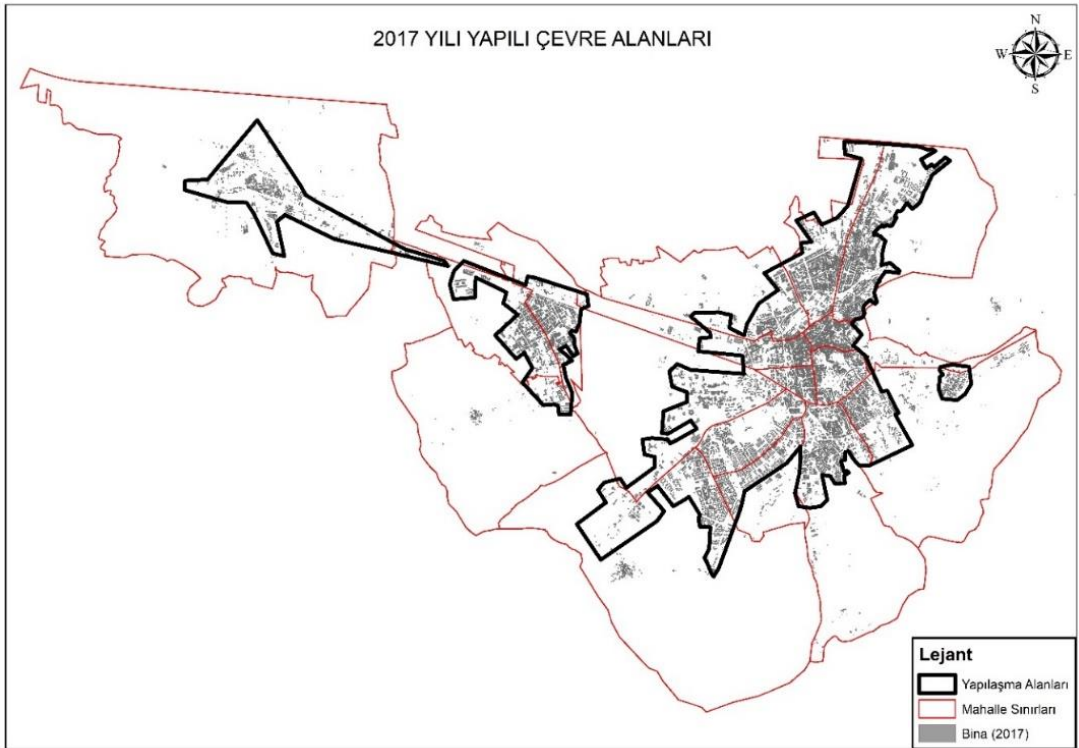 2017 YILI YAPILI ÇEVRE ALANLARI
N
W E
S
Lejant
Yapılaşma Alanları
Mahalle Sınırları
Bina (2017)